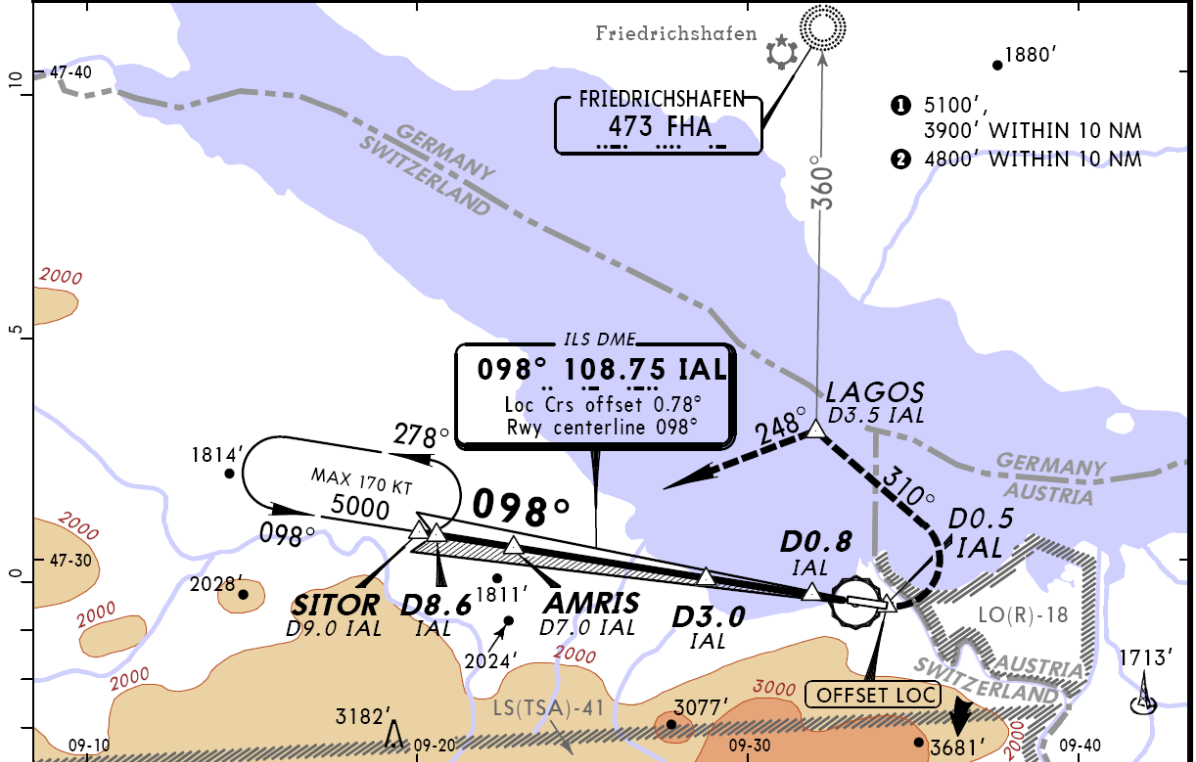 Friedrichshafen
1880'
10
47-40
FRIEDRICHSHAFEN
473 FHA
1 5100',
3900' WITHIN 10 NM
2 4800' WITHIN 10 NM
GERMANY
SWITZERLAND
360°
2000
5
ILS DME
098° 108.75 IAL
Loc Crs offset 0.78°
Rwy centerline 098°
LAGOS
D3.5 IAL
248°
278°
1814'
MAX 170 KT
5000
098°
098°
310°
GERMANY
AUSTRIA
D0.5
IAL
D0.8
IAL
2000
47-30
0
2028'
1811'
SITOR
D9.0 IAL
D8.6
IAL
AMRIS
D7.0 IAL
D3.0
IAL
LO(R)-18
2000
2024'
2000
2000
AUSTRIA
SWITZERLAND
1713'
OFFSET LOC
3000
3182'
LS(TSA)-41
3077'
3681'
2000
09-10
09-20
09-30
09-40